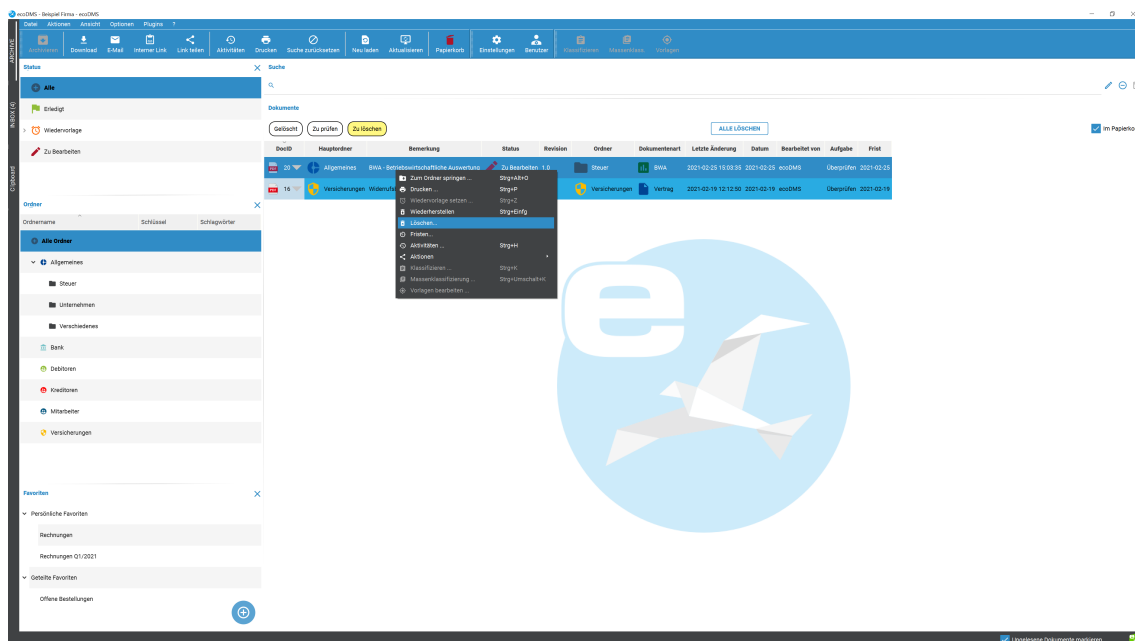 ecoDMS - Beispiel Firma - ecoDMS
Datei Aktionen Ansicht Optionen Plugins ?
Archivieren Download E-Mail Interner Link Link teilen Aktivitäten Drucken Suche zurücksetzen Neu laden Aktualisieren Papierkorb Einstellungen Benutzer Klassifizieren Massenklass. Vorlagen
ARCHIVE
INBOX (4)
Clipboard
Status
Alle
Erledigt
Wiedervorlage
Zu Bearbeiten
Ordner
Ordnername Schlüssel Schlagwörter
Alle Ordner
Allgemeines
Steuer
Unternehmen
Verschiedenes
Bank
Debitoren
Kreditoren
Mitarbeiter
Versicherungen
Favoriten
Persönliche Favoriten
Rechnungen
Rechnungen Q1/2021
Geteilte Favoriten
Offene Bestellungen
Suche
Dokumente
Gelöscht Zu prüfen Zu löschen ALLE LÖSCHEN Im Papierko
DocID Hauptordner Bemerkung Status Revision Ordner Dokumentenart Letzte Änderung Datum Bearbeitet von Aufgabe Frist
20 Allgemeines BWA - Betriebswirtschaftliche Auswertung Zu Bearbeiten 1.0 Steuer BWA 2021-02-25 15:03:35 2021-02-25 ecoDMS Überprüfen 2021-02-25
16 Versicherungen Versicherungen Vertrag 2021-02-19 12:12:50 2021-02-19 ecoDMS Überprüfen 2021-02-19
Zum Ordner springen ... Strg+Alt+O
Drucken ... Strg+P
Wiedervorlage setzen ... Strg+Z
Wiederherstellen Strg+Einfg
Löschen...
Fristen...
Aktivitäten ... Strg+H
Aktionen
Klassifizieren ... Strg+K
Massenklassifizierung ... Strg+Umschalt+K
Vorlagen bearbeiten ...
e
Ungelesene Dokumente markieren